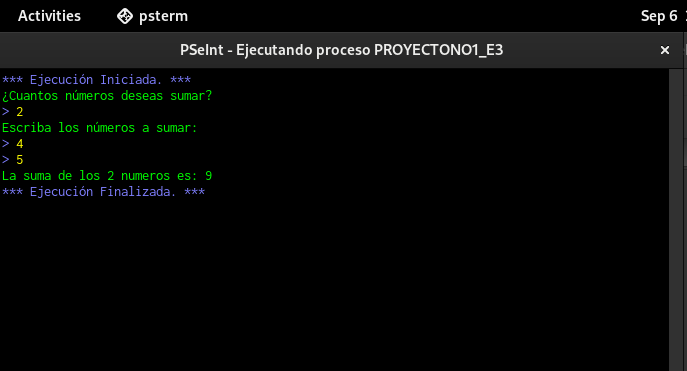 Activities psterm Sep 6
PSeInt - Ejecutando proceso PROYECTONO1_E3 ×
*** Ejecución Iniciada. ***
¿Cuantos números deseas sumar?
> 2
Escriba los números a sumar:
> 4
> 5
La suma de los 2 numeros es: 9
*** Ejecución Finalizada. ***